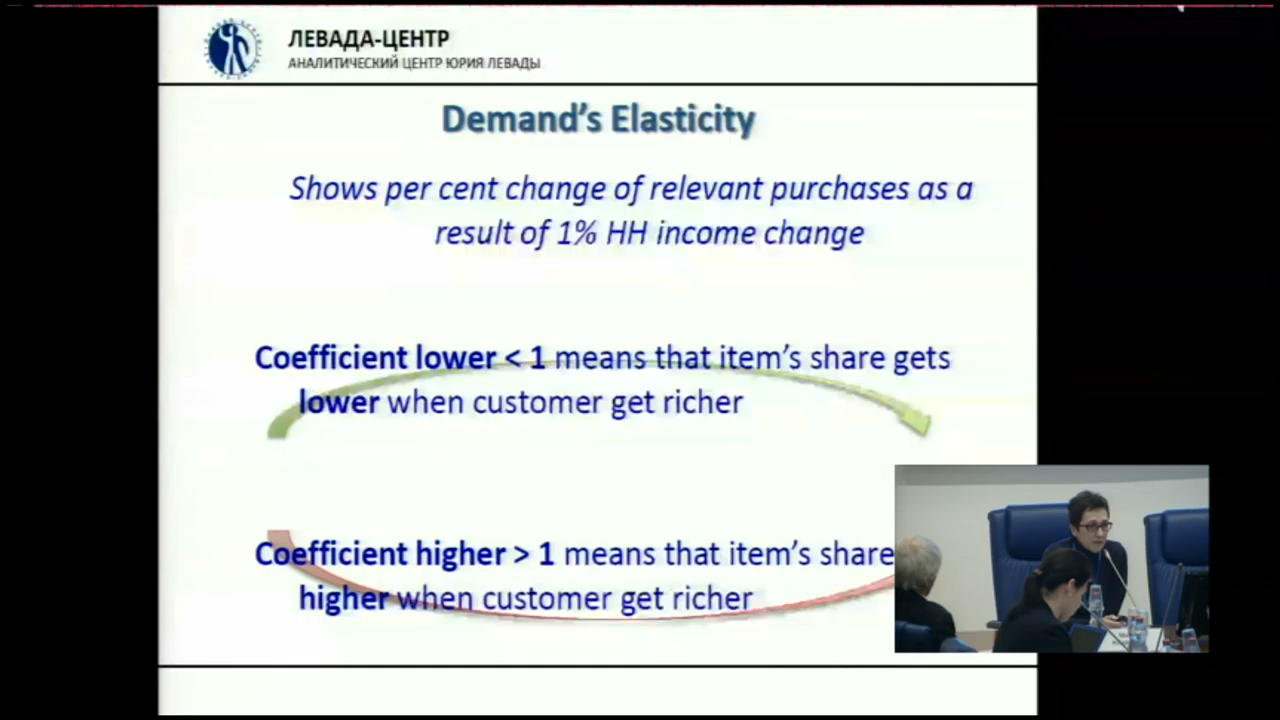 ЛЕВАДА-ЦЕНТР
АНАЛИТИЧЕСКИЙ ЦЕНТР ЮРИЯ ЛЕВАДЫ
Demand's Elasticity
Shows per cent change of relevant purchases as a
result of 1% HH income change
Coefficient lower < 1 means that item's share gets
lower when customer get richer
Coefficient higher > 1 means that item's share
higher when customer get richer